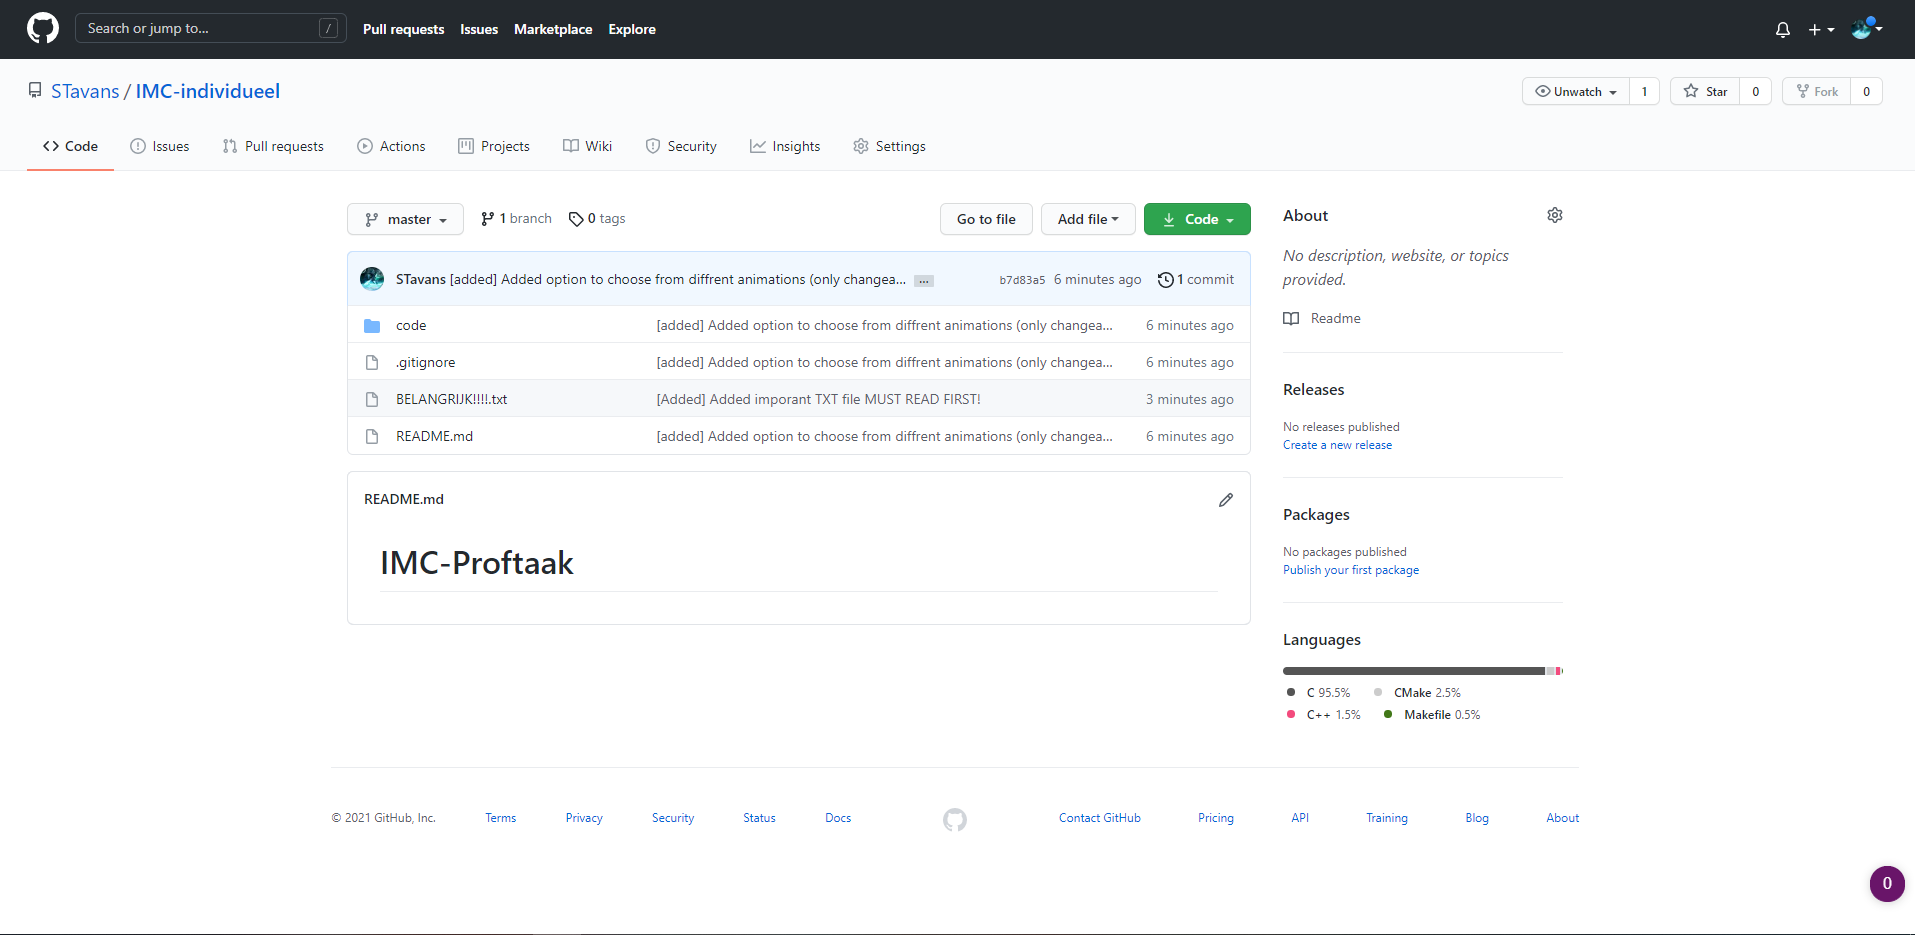 Search or jump to... / Pull requests Issues Marketplace Explore
STavans / IMC-individueel Unwatch 1 Star 0 Fork 0
Code Issues Pull requests Actions Projects Wiki Security Insights Settings
master 1 branch 0 tags Go to file Add file Code
STavans [added] Added option to choose from diffrent animations (only changea... ... b7d83a5 6 minutes ago 1 commit
code [added] Added option to choose from diffrent animations (only changea... 6 minutes ago
.gitignore [added] Added option to choose from diffrent animations (only changea... 6 minutes ago
BELANGRIJK!!!!.txt [Added] Added imporant TXT file MUST READ FIRST! 3 minutes ago
README.md [added] Added option to choose from diffrent animations (only changea... 6 minutes ago
README.md
IMC-Proftaak
About
No description, website, or topics
provided.
Readme
Releases
No releases published
Create a new release
Packages
No packages published
Publish your first package
Languages
C 95.5% CMake 2.5%
C++ 1.5% Makefile 0.5%
© 2021 GitHub, Inc. Terms Privacy Security Status Docs Contact GitHub Pricing API Training Blog About
0